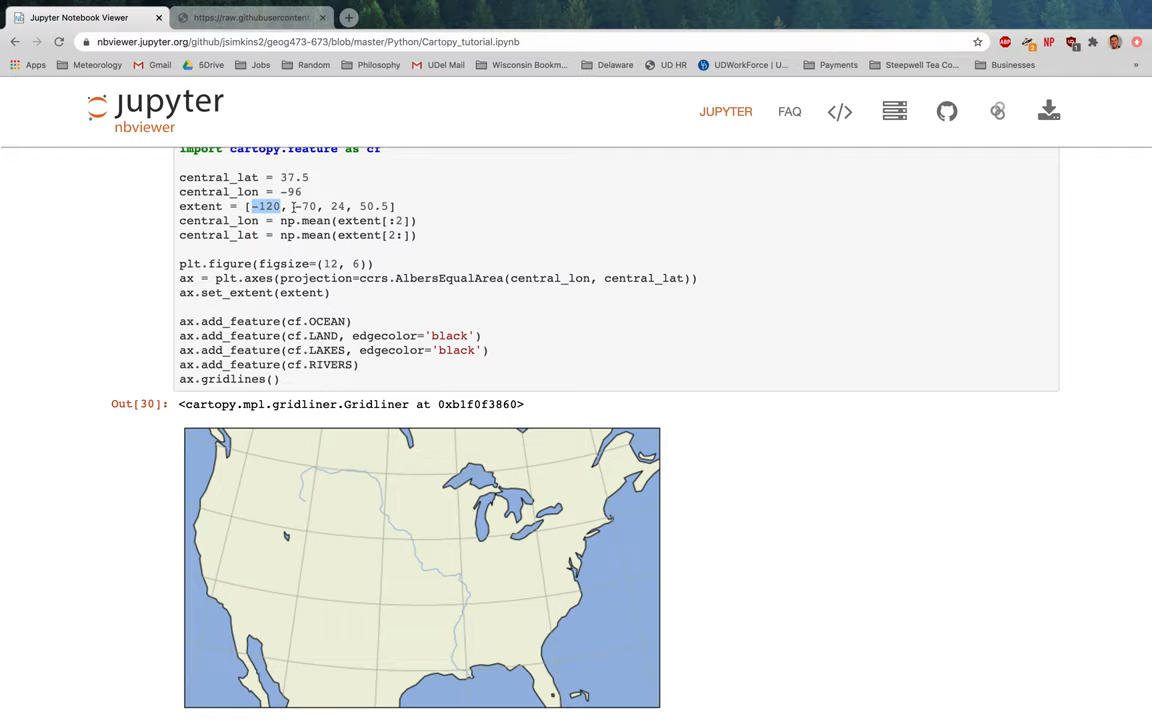 Jupyter Notebook Viewer
https://raw.githubusercontent
nbviewer.jupyter.org/github/jsimkins2/geog473-673/blob/master/Python/Cartopy_tutorial.ipynb
ABP
2
NP
1
Apps
Meteorology
Gmail
5Drive
Jobs
Random
Philosophy
UDel Mail
Wisconsin Bookm...
Delaware
UD HR
UDWorkForce | U...
Payments
Steepwell Tea Co...
Businesses
»
jupyter
nbviewer
JUPYTER
FAQ
</>
import cartopy.feature as cf
central_lat = 37.5
central_lon = -96
extent = [-120, -70, 24, 50.5]
central_lon = np.mean(extent[:2])
central_lat = np.mean(extent[2:])
plt.figure(figsize=(12, 6))
ax = plt.axes(projection=ccrs.AlbersEqualArea(central_lon, central_lat))
ax.set_extent(extent)
ax.add_feature(cf.OCEAN)
ax.add_feature(cf.LAND, edgecolor='black')
ax.add_feature(cf.LAKES, edgecolor='black')
ax.add_feature(cf.RIVERS)
ax.gridlines()
Out[30]: <cartopy.mpl.gridliner.Gridliner at 0xb1f0f3860>